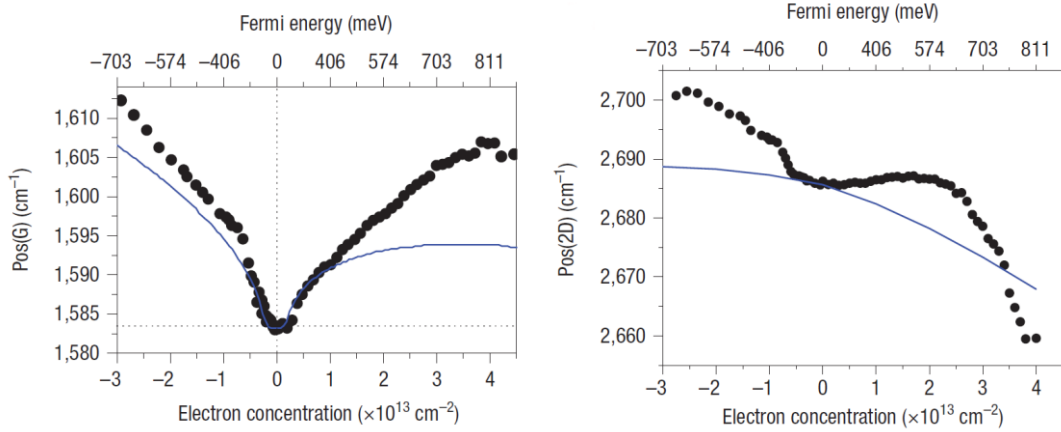 Fermi energy (meV)
−703 −574 −406 0 406 574 703 811
Pos(G) (cm−1)
1,610
1,605
1,600
1,595
1,590
1,585
1,580
−3 −2 −1 0 1 2 3 4
Electron concentration (×10^13 cm−2)
Fermi energy (meV)
−703 −574 −406 0 406 574 703 811
Pos(2D) (cm−1)
2,700
2,690
2,680
2,670
2,660
−3 −2 −1 0 1 2 3 4
Electron concentration (×10^13 cm−2)